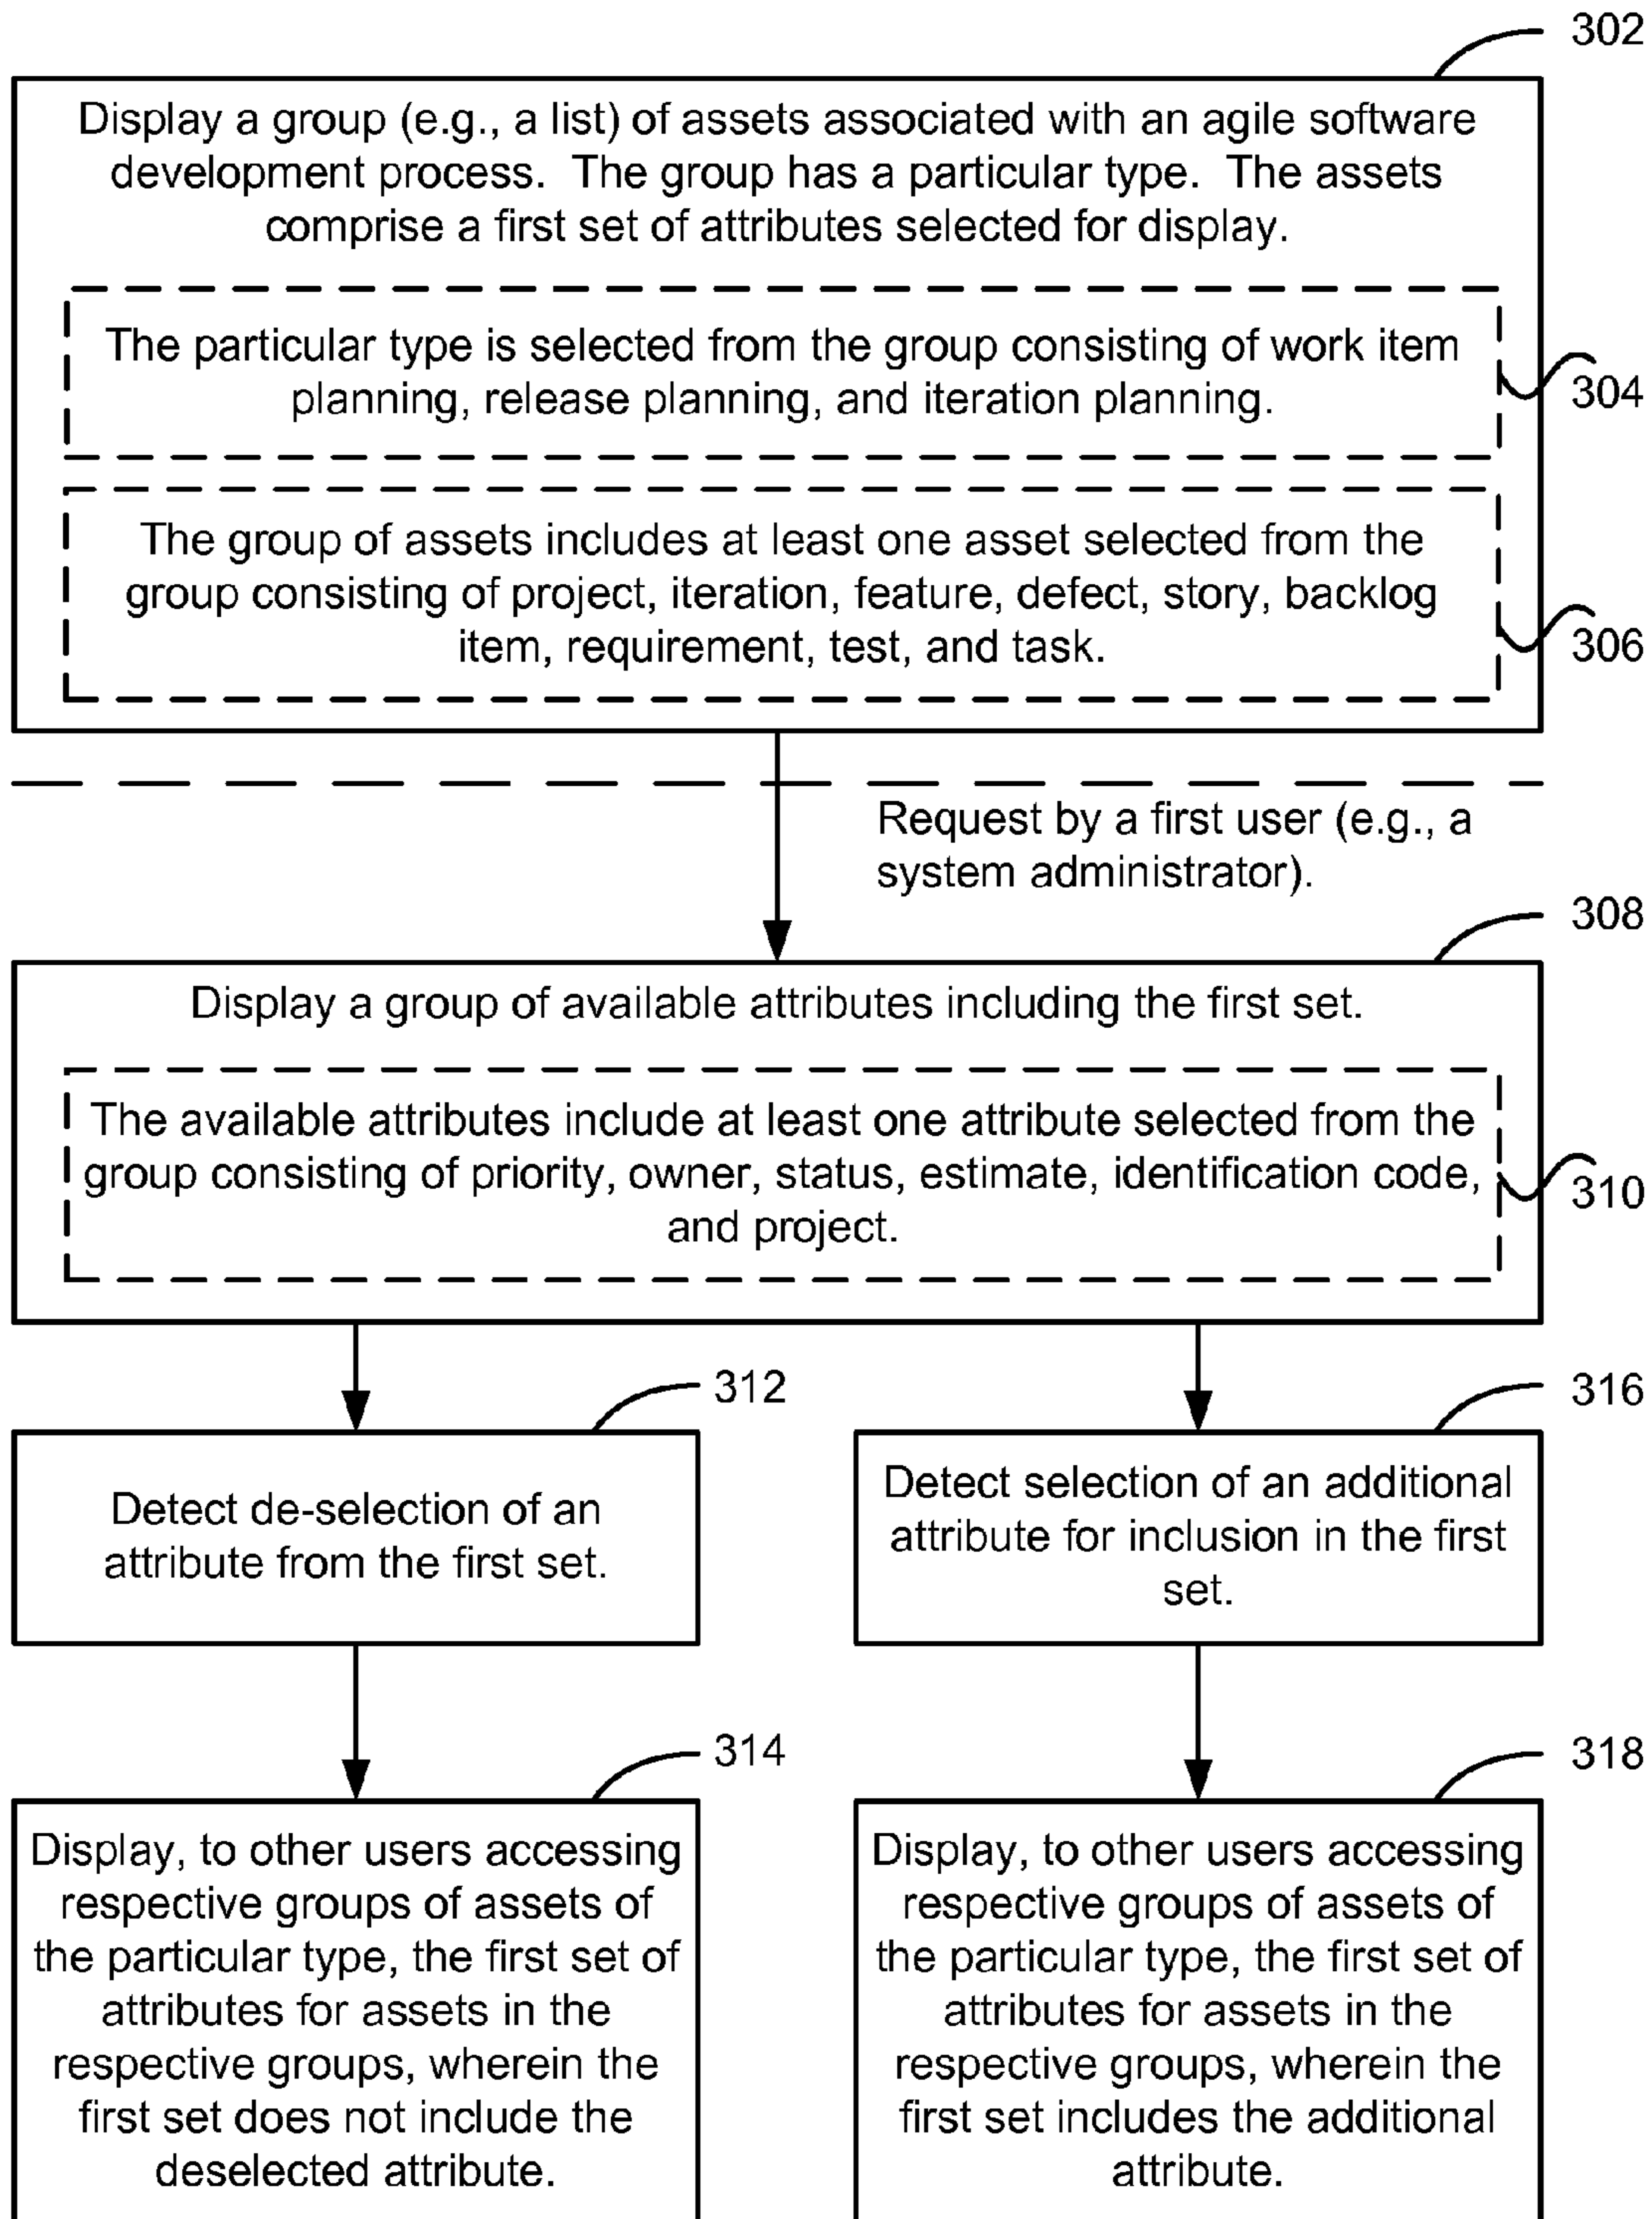 302
Display a group (e.g., a list) of assets associated with an agile software
development process.  The group has a particular type.  The assets
comprise a first set of attributes selected for display.
The particular type is selected from the group consisting of work item
planning, release planning, and iteration planning.
304
The group of assets includes at least one asset selected from the
group consisting of project, iteration, feature, defect, story, backlog
item, requirement, test, and task.
306
Request by a first user (e.g., a
system administrator).
308
Display a group of available attributes including the first set.
The available attributes include at least one attribute selected from the
group consisting of priority, owner, status, estimate, identification code,
and project.
310
312
Detect de-selection of an
attribute from the first set.
316
Detect selection of an additional
attribute for inclusion in the first
set.
314
Display, to other users accessing
respective groups of assets of
the particular type, the first set of
attributes for assets in the
respective groups, wherein the
first set does not include the
deselected attribute.
318
Display, to other users accessing
respective groups of assets of
the particular type, the first set of
attributes for assets in the
respective groups, wherein the
first set includes the additional
attribute.